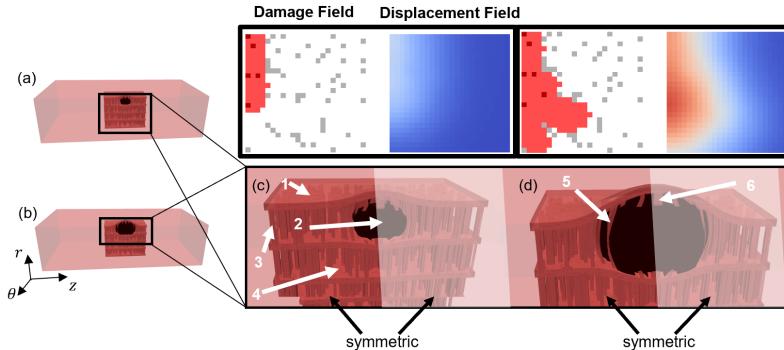 Damage Field Displacement Field
(a)
(b)
r
θ
z
(c)
(d)
1
2
3
4
5
6
symmetric
symmetric